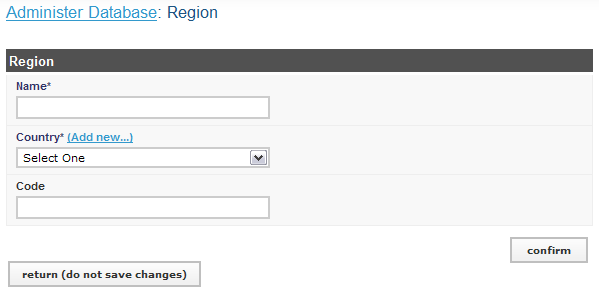 Administer Database: Region
Region
Name*
Country* (Add new...)
Select One
Code
confirm
return (do not save changes)